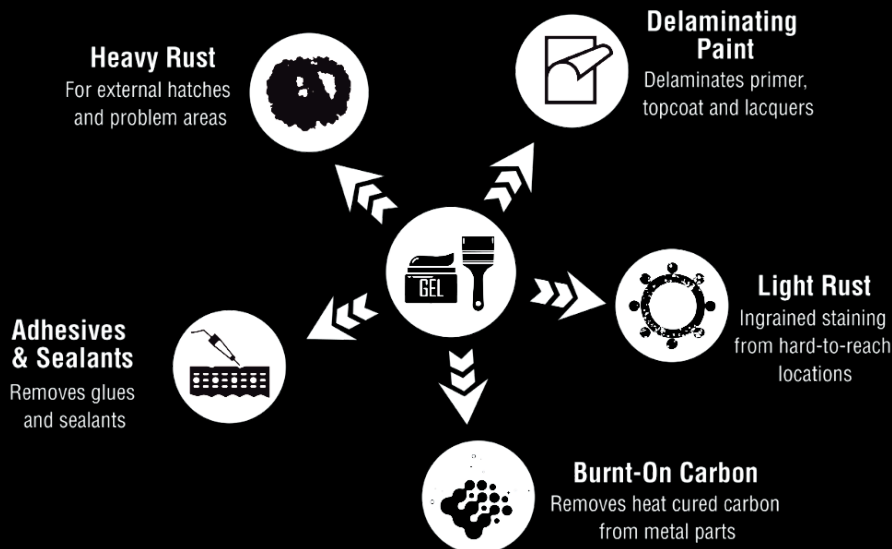 Heavy Rust
For external hatches
and problem areas
Delaminating
Paint
Delaminates primer,
topcoat and lacquers
GEL
Light Rust
Ingrained staining
from hard-to-reach
locations
Adhesives
& Sealants
Removes glues
and sealants
Burnt-On Carbon
Removes heat cured carbon
from metal parts